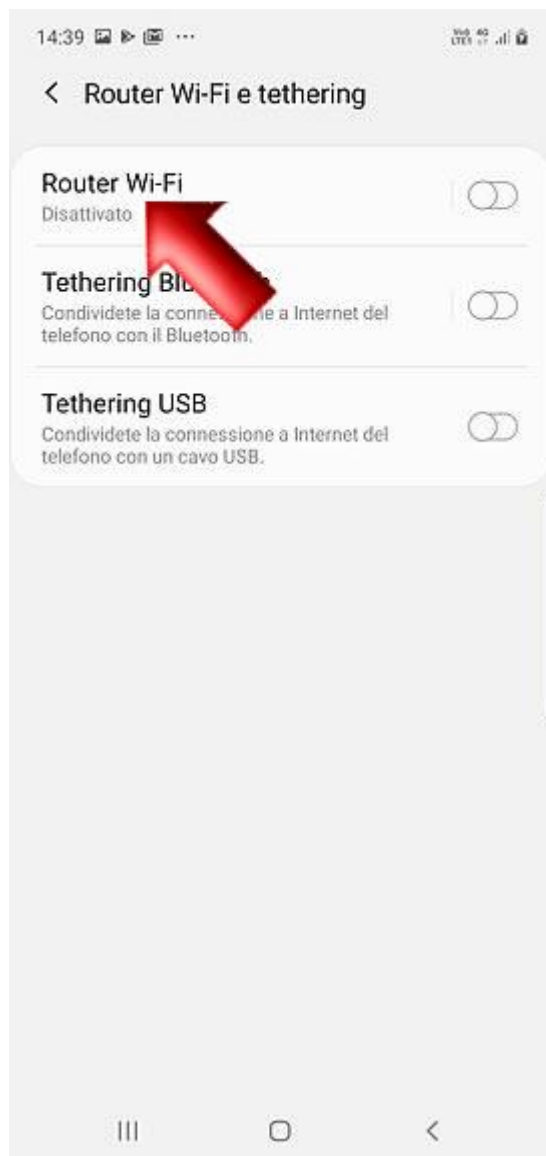 14:39
Router Wi-Fi e tethering
Router Wi-Fi
Disattivato
Tethering
Condividete la a Internet del
telefono con il Bluetooth.
Tethering USB
Condividete la connessione a Internet del
telefono con un cavo USB.